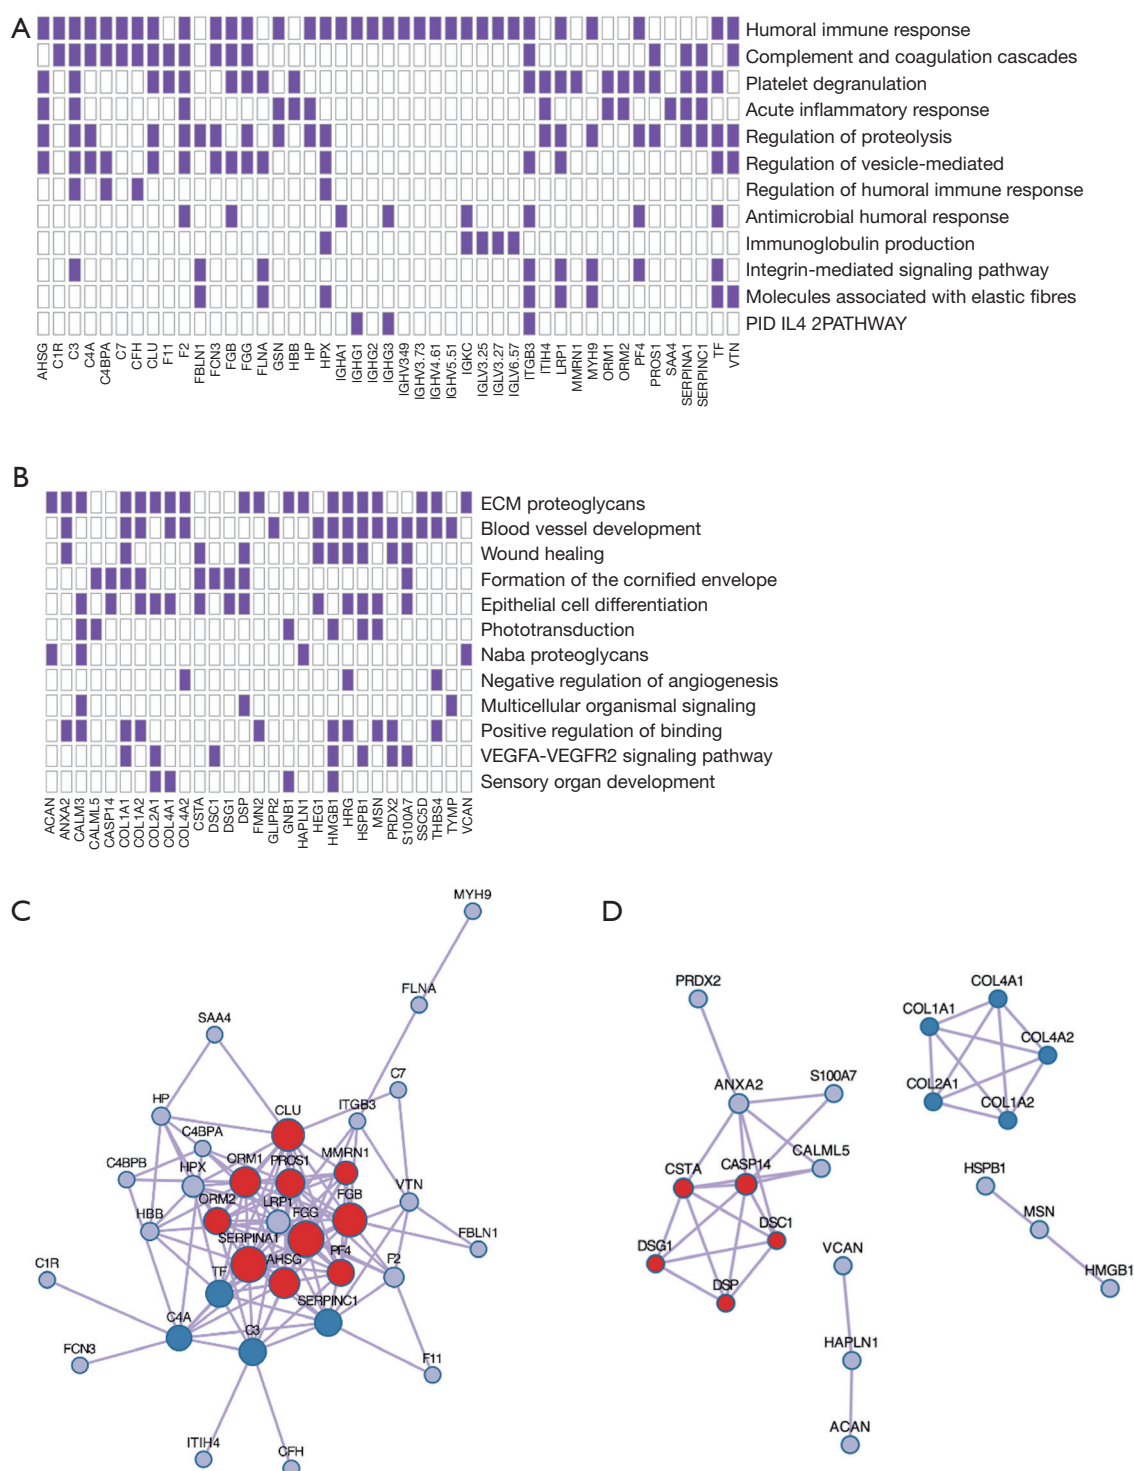 A
Humoral immune response
Complement and coagulation cascades
Platelet degranulation
Acute inflammatory response
Regulation of proteolysis
Regulation of vesicle-mediated
Regulation of humoral immune response
Antimicrobial humoral response
Immunoglobulin production
Integrin-mediated signaling pathway
Molecules associated with elastic fibres
PID IL4 2PATHWAY
AHSG
C1R
C3
C4A
C4BPA
C7
CFH
CLU
F11
F2
FBLN1
FCN3
FGB
FGG
FLNA
GSN
HBB
HP
HPX
IGHA1
IGHG1
IGHG2
IGHG3
IGHV349
IGHV3.73
IGHV4.61
IGHV5.51
IGKC
IGLV3.25
IGLV3.27
IGLV6.57
ITGB3
ITIH4
LRP1
MMRN1
MYH9
ORM1
ORM2
PF4
PROS1
SAA4
SERPINA1
SERPINC1
TF
VTN
B
ECM proteoglycans
Blood vessel development
Wound healing
Formation of the cornified envelope
Epithelial cell differentiation
Phototransduction
Naba proteoglycans
Negative regulation of angiogenesis
Multicellular organismal signaling
Positive regulation of binding
VEGFA-VEGFR2 signaling pathway
Sensory organ development
ACAN
ANXA2
CALM3
CALML5
CASP14
COL1A1
COL1A2
COL2A1
COL4A1
COL4A2
CSTA
DSC1
DSG1
DSP
FMN2
GLIPR2
GNB1
HAPLN1
HEG1
HMGB1
HRG
HSPB1
MSN
PRDX2
S100A7
SSC5D
THBS4
TYMP
VCAN
C
MYH9
FLNA
SAA4
C7
HP
CLU
ITGB3
C4BPA
C4BPB
HPX
ORM1
PROS1
MMRN1
ORM2
LRP1
FGB
VTN
HBB
FGG
SERPINA1
FBLN1
AHSG
PF4
F2
C1R
TF
SERPINC1
C4A
C3
FCN3
F11
ITIH4
CFH
D
PRDX2
COL4A1
COL1A1
COL4A2
ANXA2
S100A7
COL2A1
COL1A2
CALML5
CSTA
CASP14
HSPB1
DSC1
MSN
DSG1
VCAN
HMGB1
DSP
HAPLN1
ACAN